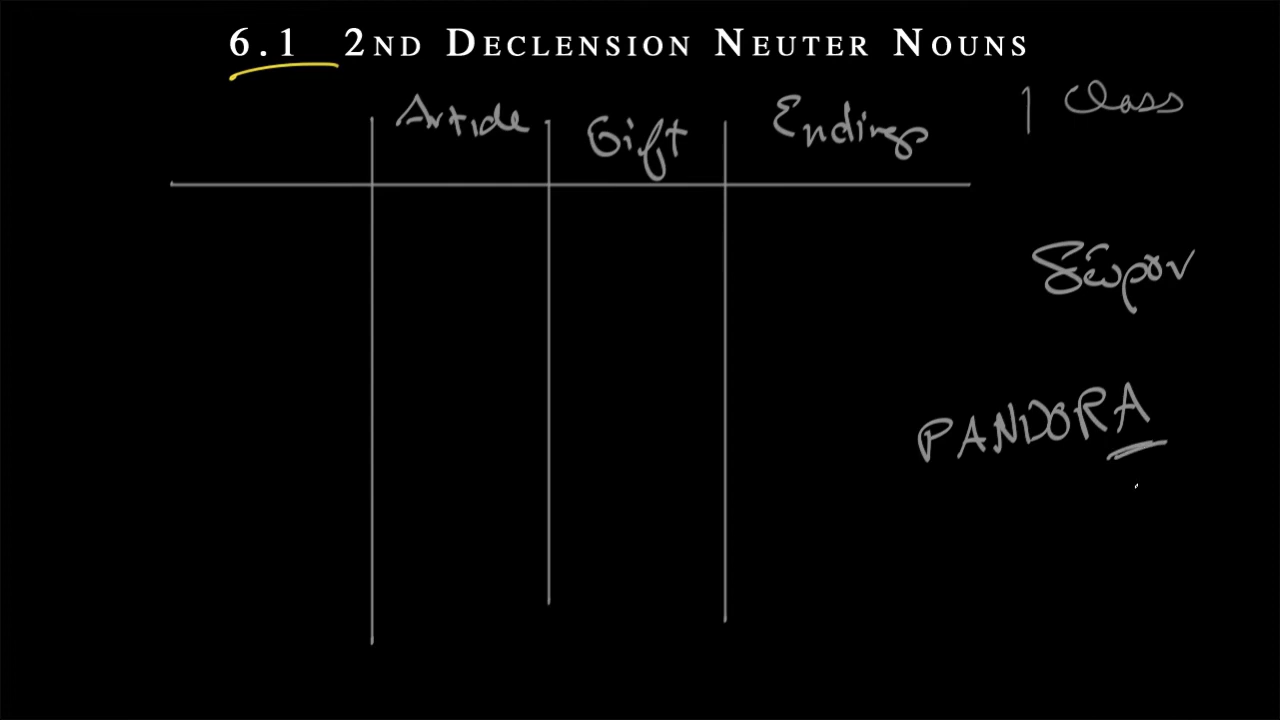 6.1 2ND DECLENSION NEUTER NOUNS
1 Class
Article Gift Endings
δῶρον
PANDORA